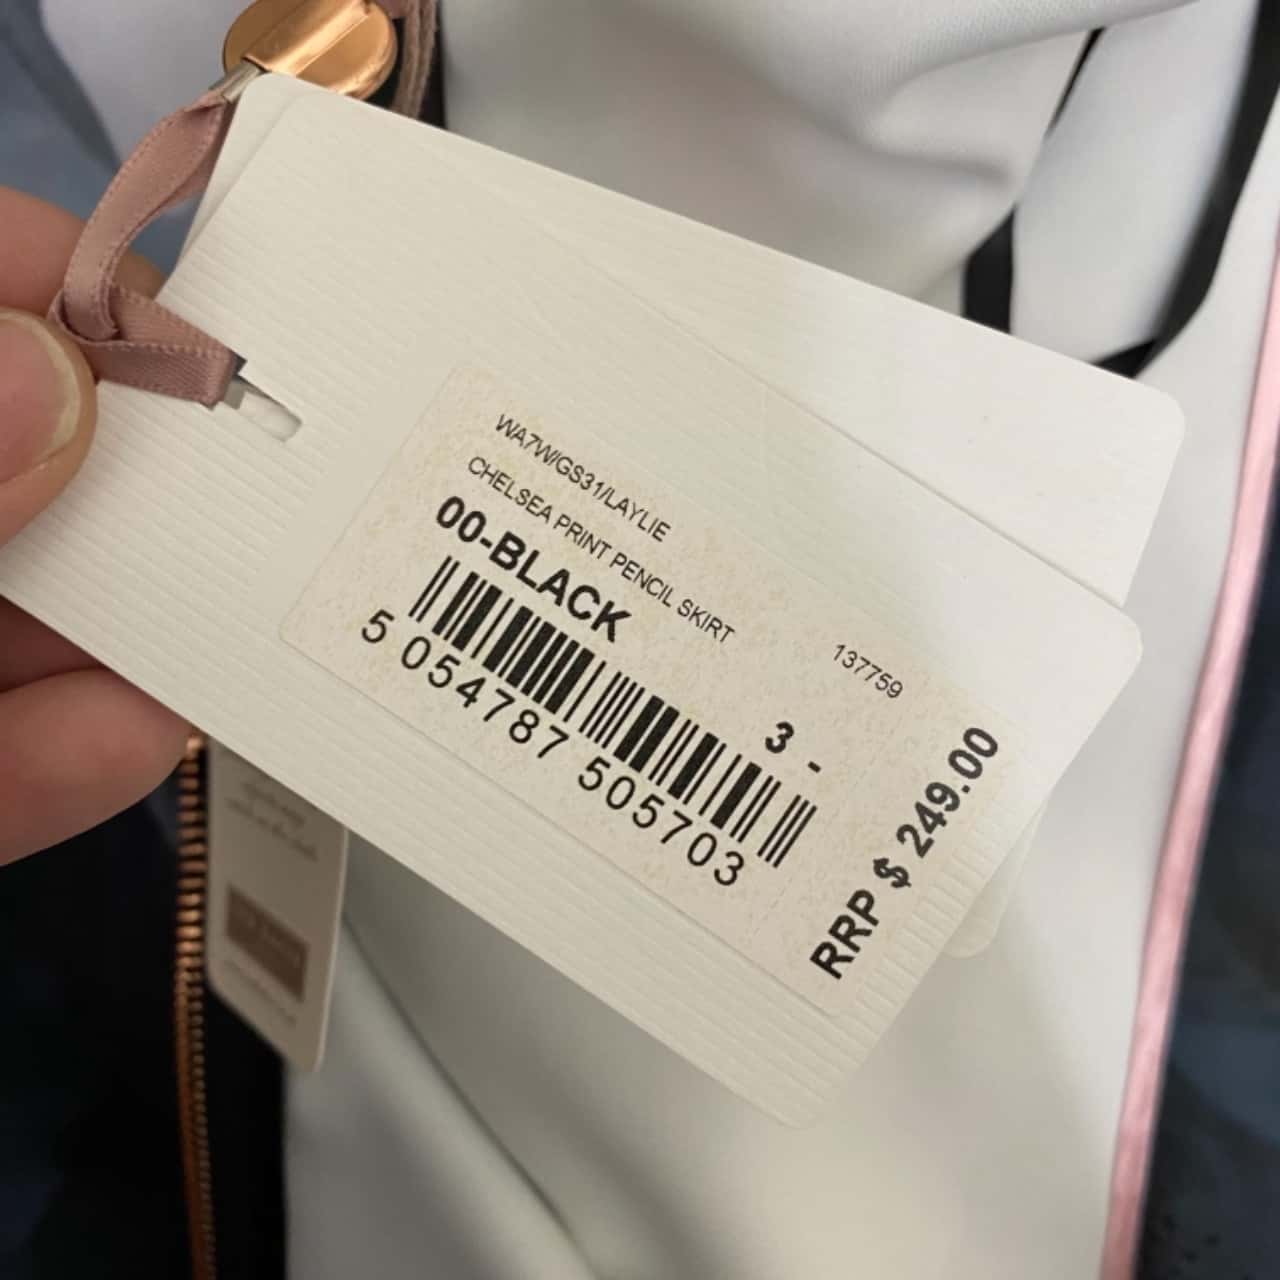 WA7W/GS31/LAYLIE
CHELSEA PRINT PENCIL SKIRT
00-BLACK
137759
3 -
5 054787 505703
RRP $ 249.00